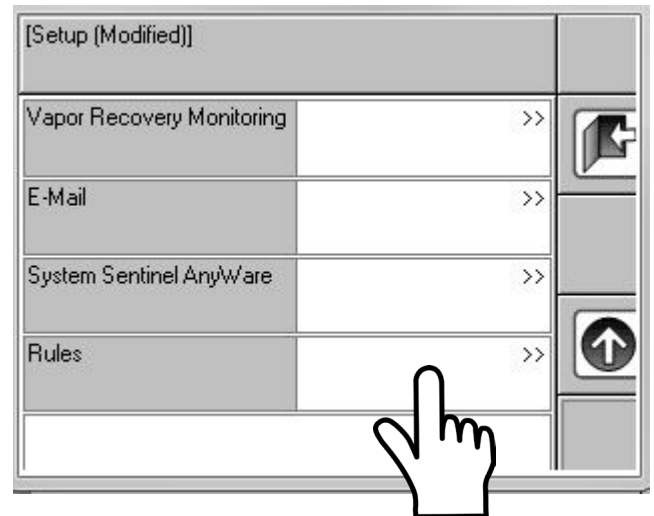 [Setup (Modified)]
Vapor Recovery Monitoring >>
E-Mail >>
System Sentinel AnyWare >>
Rules >>